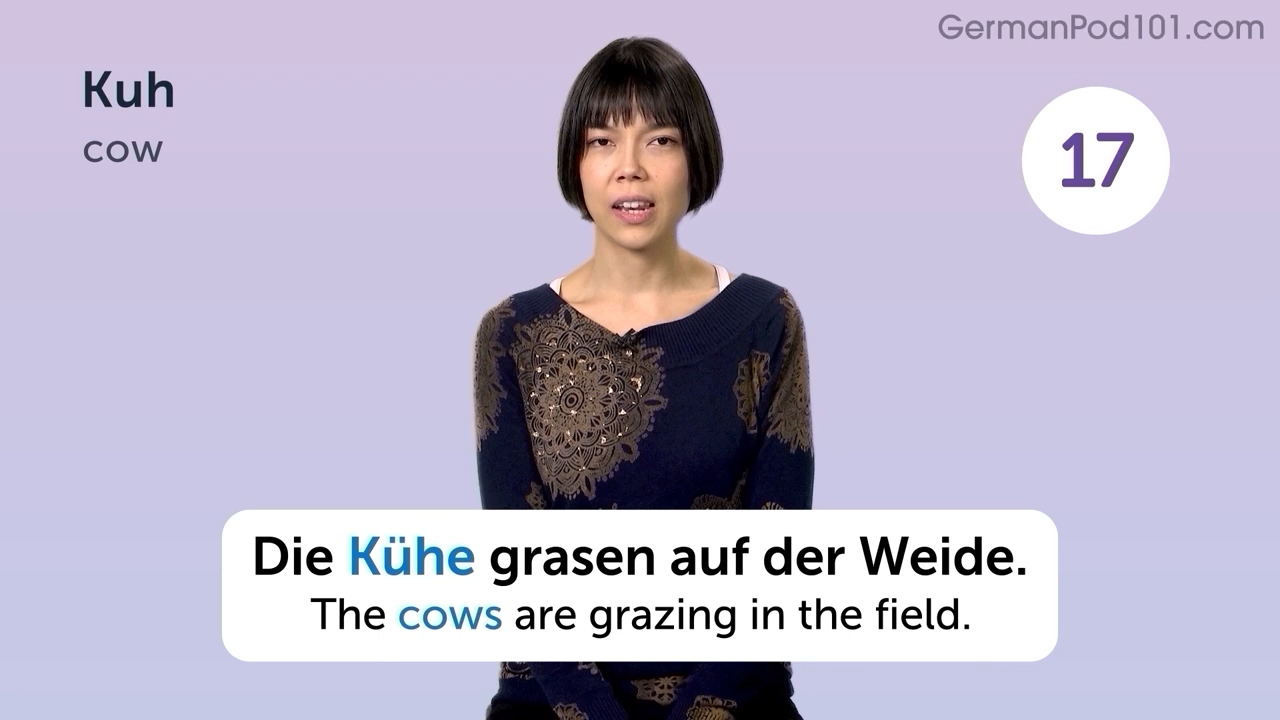 GermanPod101.com
Kuh
cow
17
Die Kühe grasen auf der Weide.
The cows are grazing in the field.